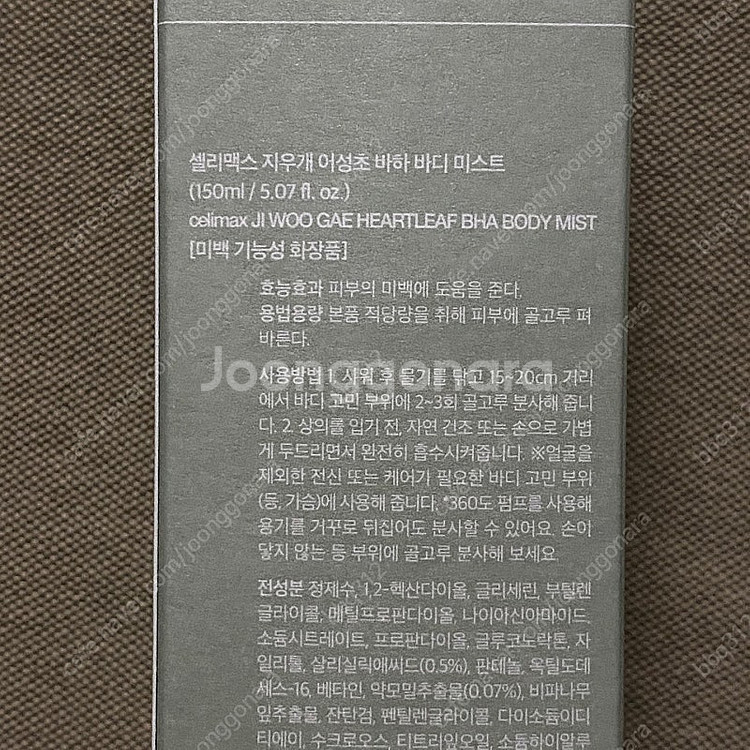 셀리맥스 지우개 어성초 바하 바디 미스트
(150ml / 5.07 fl. oz.)
celimax JI WOO GAE HEARTLEAF BHA BODY MIST
[미백 기능성 화장품]
효능효과 피부의 미백에 도움을 준다.
용법용량 본품 적당량을 취해 피부에 골고루 펴
바른다.
Joonggonara
사용방법 1. 샤워 후 물기를 닦고 15~20cm 거리
에서 바디 고민 부위에 2~3회 골고루 분사해 줍니
다. 2. 상의를 입기 전, 자연 건조 또는 손으로 가볍
게 두드리면서 완전히 흡수시켜줍니다. ※얼굴을
제외한 전신 또는 케어가 필요한 바디 고민 부위
(등, 가슴)에 사용해 줍니다. *360도 펌프를 사용해
용기를 거꾸로 뒤집어도 분사할 수 있어요. 손이
닿지 않는 등 부위에 골고루 분사해 보세요.
전성분 정제수, 1,2-헥산다이올, 글리세린, 부틸렌
글라이콜, 메틸프로판다이올, 나이아신아마이드,
소듐시트레이트, 프로판다이올, 글루코노락톤, 자
일리톨, 살리실릭애씨드(0.5%), 판테놀, 옥틸도데
세스-16, 베타인, 약모밀추출물(0.07%), 비파나무
잎추출물, 잔탄검, 펜틸렌글라이콜, 다이소듐이디
티에이, 수크로오스, 티트리잎오일, 소듐하이알루
cafe.naver.com/joonggonara